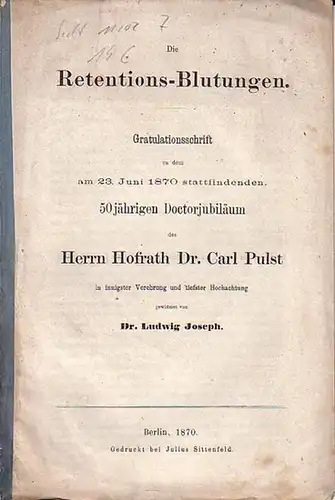 Die
Retentions-Blutungen.
Gratulationsschrift
zu dem
am 23. Juni 1870 stattfindenden,
50jährigen Doctorjubiläum
des
Herrn Hofrath Dr. Carl Pulst
in innigster Verehrung und tiefster Hochachtung
gewidmet von
Dr. Ludwig Joseph.
Berlin, 1870.
Gedruckt bei Julius Sittenfeld.